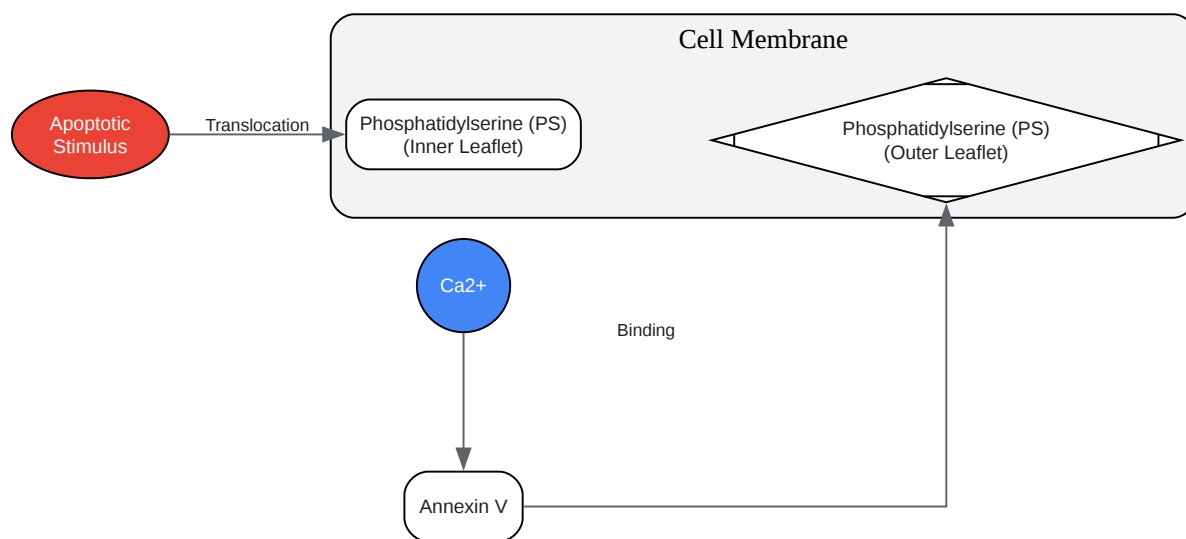 Cell Membrane
Apoptotic
Stimulus
Translocation
Phosphatidylserine (PS)
(Inner Leaflet)
Phosphatidylserine (PS)
(Outer Leaflet)
Ca2+
Binding
Annexin V